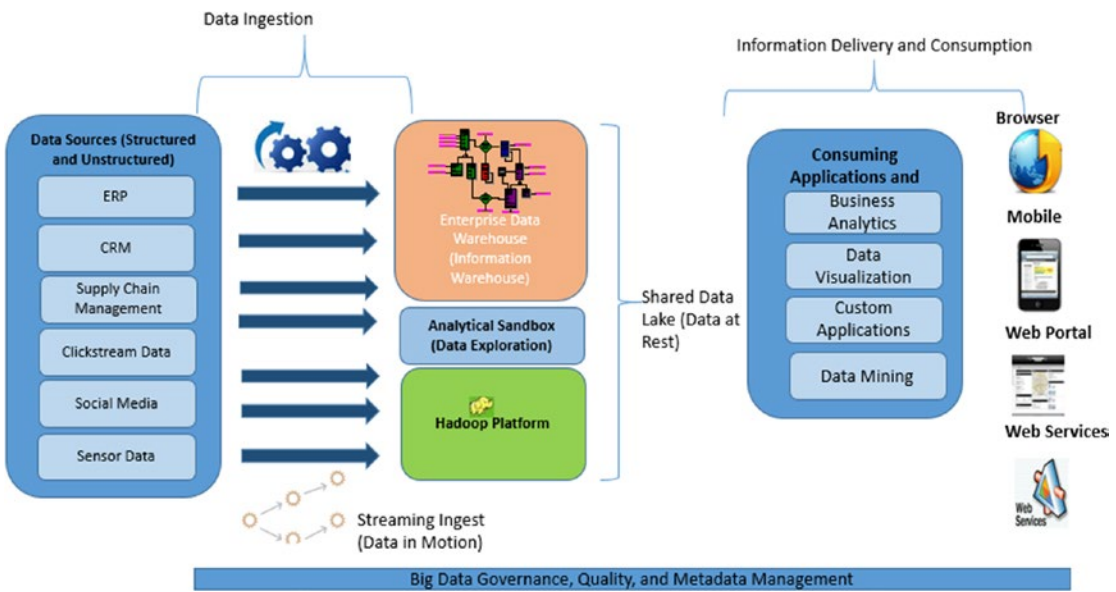 Data Ingestion
Information Delivery and Consumption
Data Sources (Structured
and Unstructured)
ERP
CRM
Supply Chain
Management
Clickstream Data
Social Media
Sensor Data
Enterprise Data
Warehouse
(Information
Warehouse)
Analytical Sandbox
(Data Exploration)
Hadoop Platform
Streaming Ingest
(Data in Motion)
Shared Data
Lake (Data at
Rest)
Consuming
Applications and
Business
Analytics
Data
Visualization
Custom
Applications
Data Mining
Browser
Mobile
Web Portal
Web Services
Web
Services
Big Data Governance, Quality, and Metadata Management